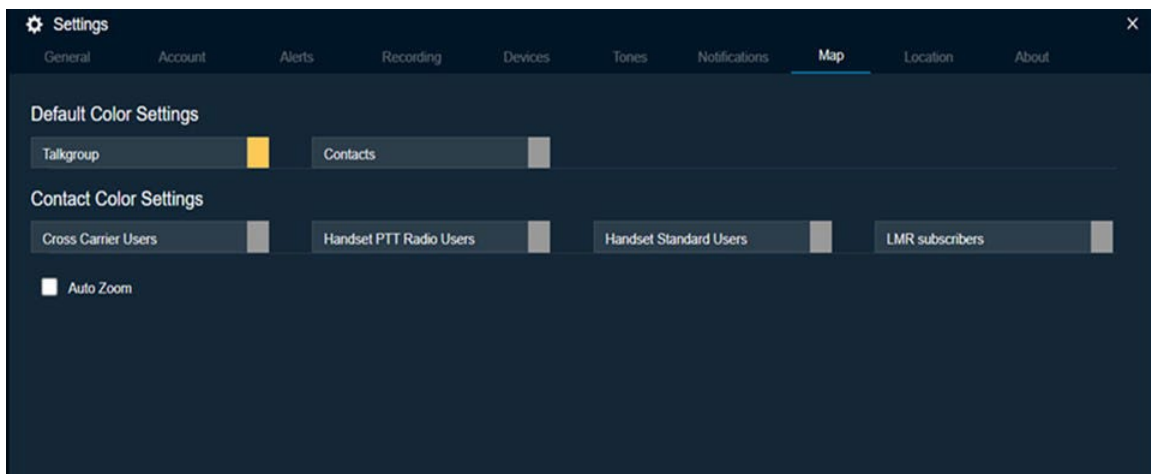 Settings
General Account Alerts Recording Devices Tones Notifications Map Location About
Default Color Settings
Talkgroup Contacts
Contact Color Settings
Cross Carrier Users Handset PTT Radio Users Handset Standard Users LMR subscribers
Auto Zoom